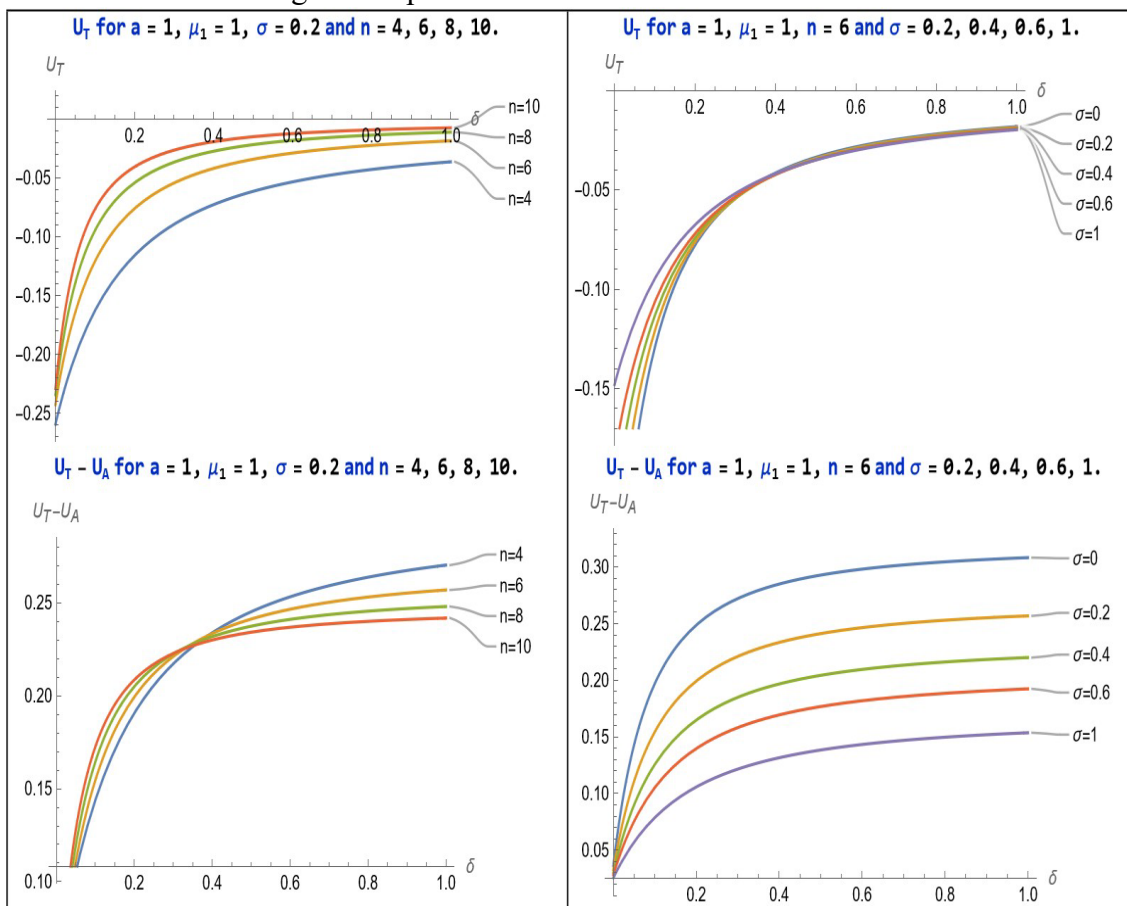 U_T for a = 1, μ₁ = 1, σ = 0.2 and n = 4, 6, 8, 10.
U_T
δ
0.2 0.4 0.6 0.8 1.0
−0.05
−0.10
−0.15
−0.20
−0.25
n=10
n=8
n=6
n=4
U_T for a = 1, μ₁ = 1, n = 6 and σ = 0.2, 0.4, 0.6, 1.
U_T
δ
0.2 0.4 0.6 0.8 1.0
−0.05
−0.10
−0.15
σ=0
σ=0.2
σ=0.4
σ=0.6
σ=1
U_T – U_A for a = 1, μ₁ = 1, σ = 0.2 and n = 4, 6, 8, 10.
U_T–U_A
0.25
0.20
0.15
0.10
n=4
n=6
n=8
n=10
δ
0.2 0.4 0.6 0.8 1.0
U_T – U_A for a = 1, μ₁ = 1, n = 6 and σ = 0.2, 0.4, 0.6, 1.
U_T–U_A
0.30
0.25
0.20
0.15
0.10
0.05
σ=0
σ=0.2
σ=0.4
σ=0.6
σ=1
δ
0.2 0.4 0.6 0.8 1.0